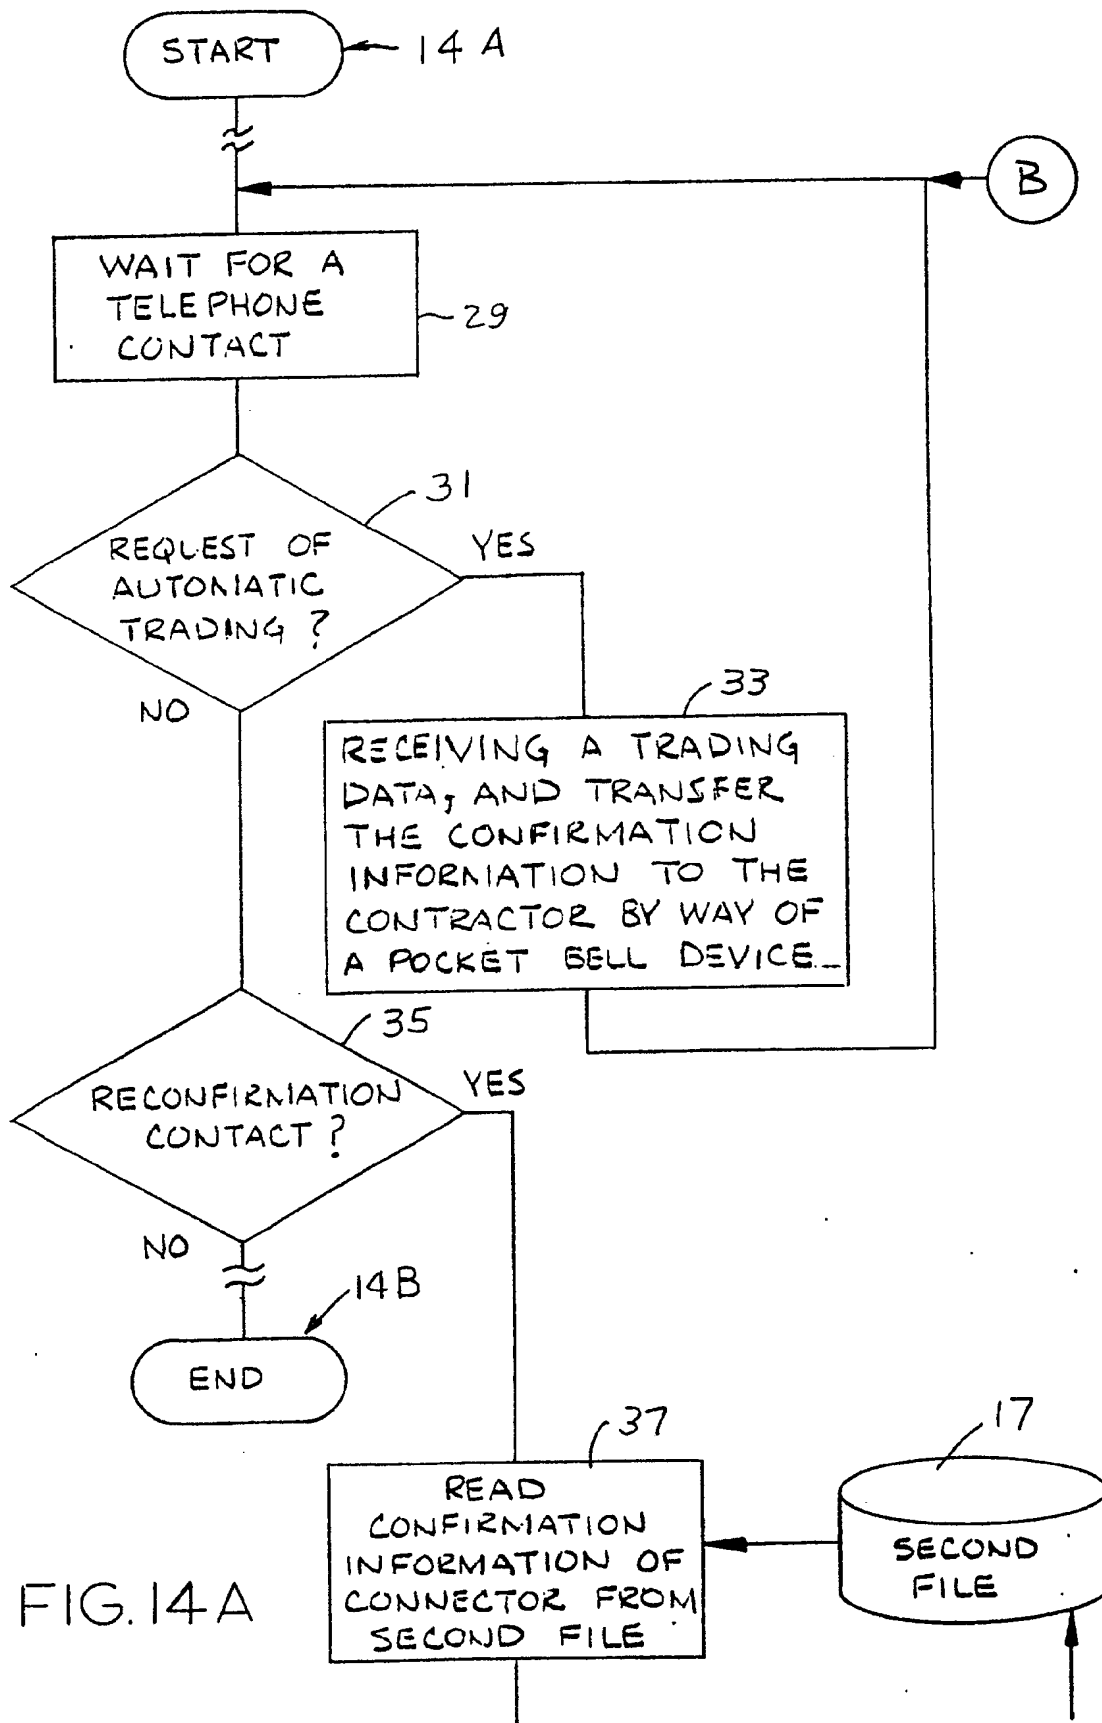 START
14A
B
WAIT FOR A
TELEPHONE
CONTACT
29
31
REQUEST OF
AUTOMATIC
TRADING?
YES
NO
33
RECEIVING A TRADING
DATA, AND TRANSFER
THE CONFIRMATION
INFORMATION TO THE
CONTRACTOR BY WAY OF
A POCKET BELL DEVICE
35
RECONFIRMATION
CONTACT?
YES
NO
14B
END
37
READ
CONFIRMATION
INFORMATION OF
CONNECTOR FROM
SECOND FILE
17
SECOND
FILE
FIG. 14A